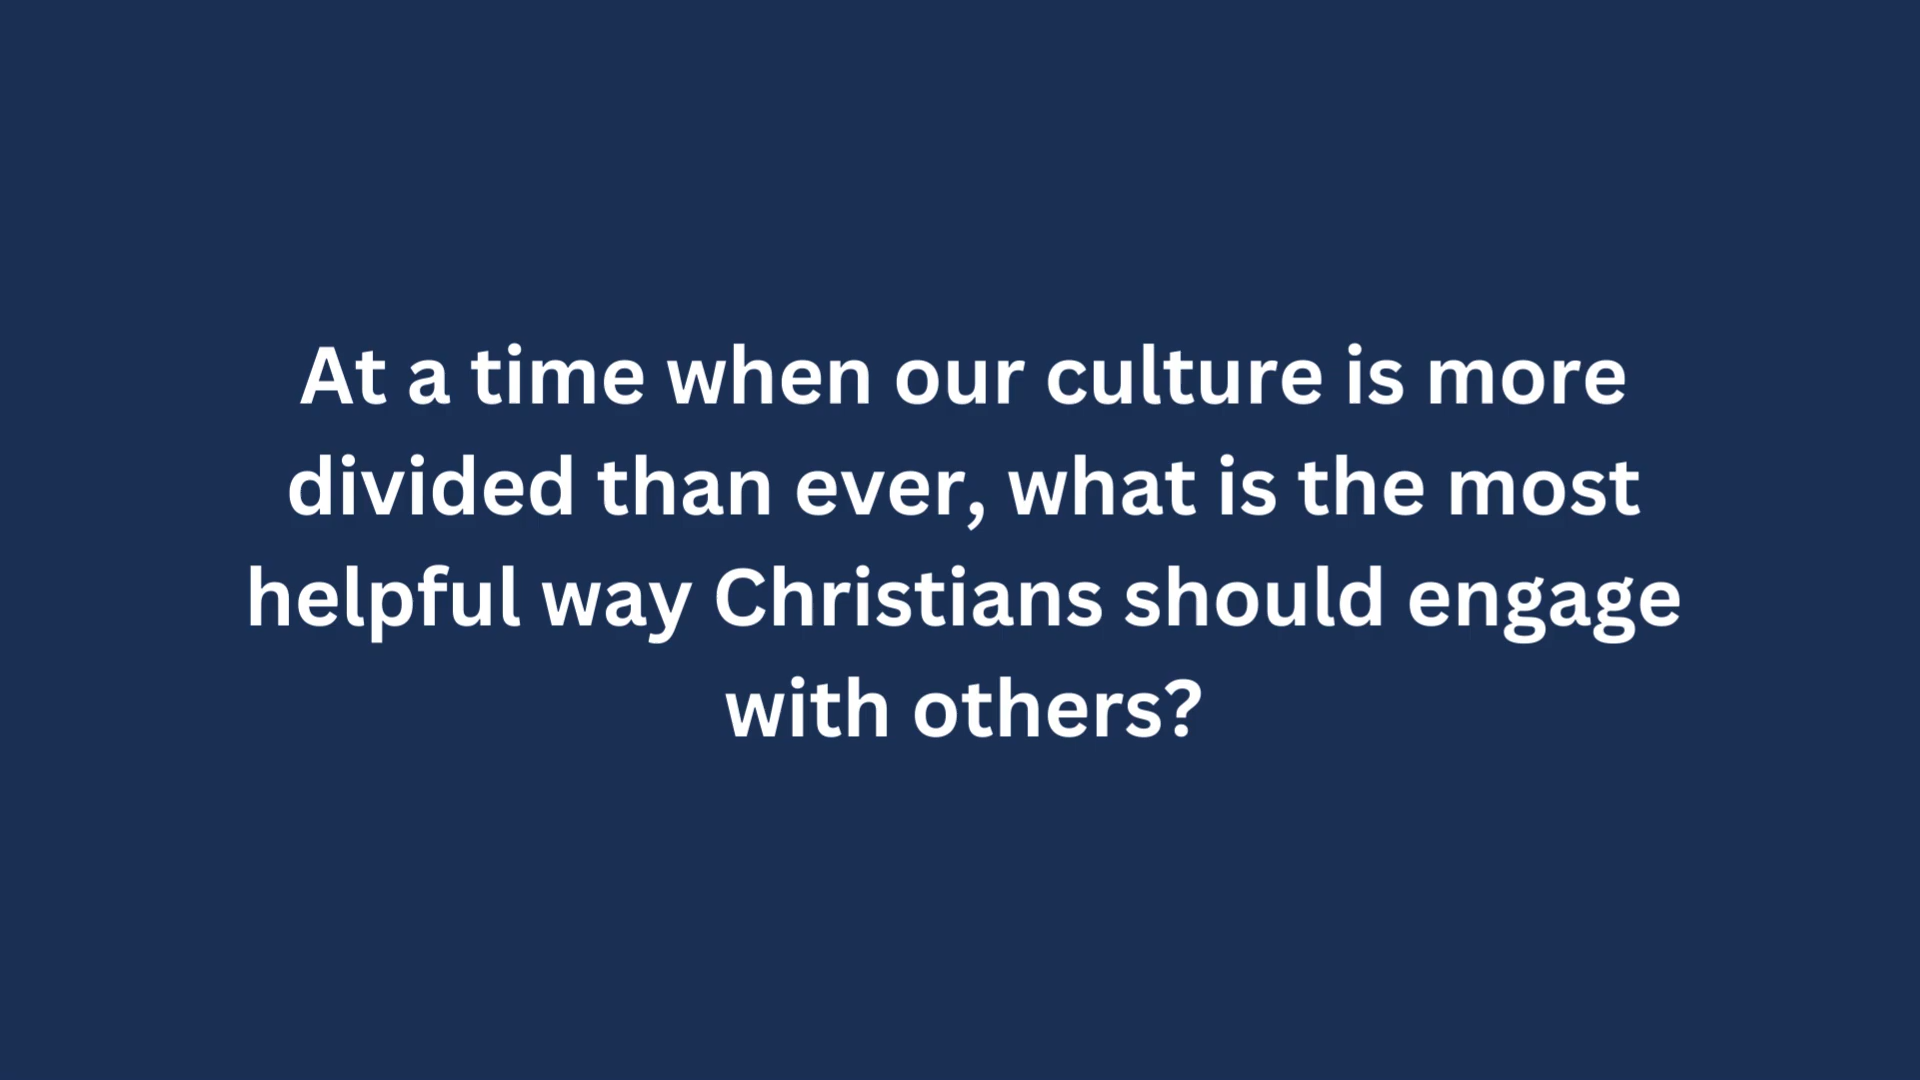 At a time when our culture is more
divided than ever, what is the most
helpful way Christians should engage
with others?